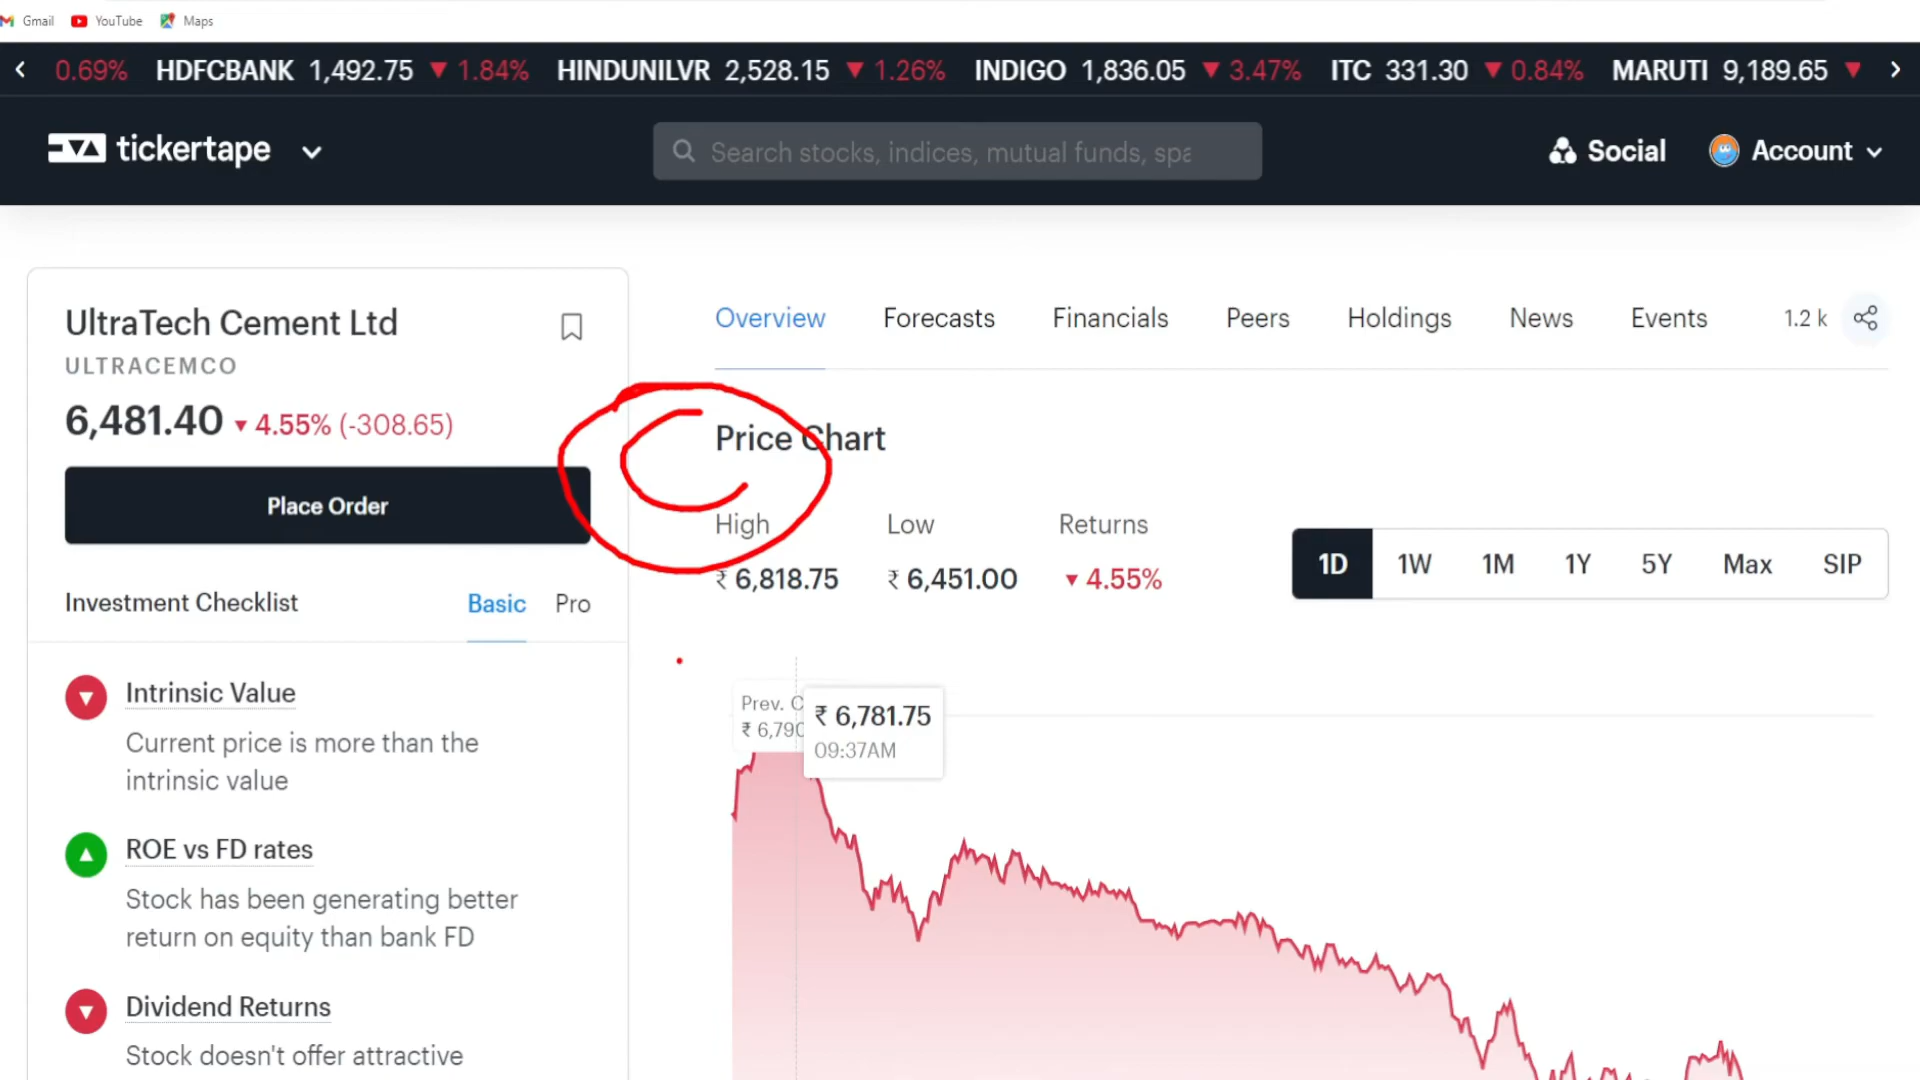 Gmail YouTube Maps
0.69% HDFCBANK 1,492.75 ▼ 1.84% HINDUNILVR 2,528.15 ▼ 1.26% INDIGO 1,836.05 ▼ 3.47% ITC 331.30 ▼ 0.84% MARUTI 9,189.65 ▼
tickertape
Search stocks, indices, mutual funds, spa
Social
Account
UltraTech Cement Ltd
ULTRACEMCO
6,481.40 ▼ 4.55% (-308.65)
Place Order
Investment Checklist Basic Pro
Intrinsic Value
Current price is more than the
intrinsic value
ROE vs FD rates
Stock has been generating better
return on equity than bank FD
Dividend Returns
Stock doesn't offer attractive
Overview Forecasts Financials Peers Holdings News Events 1.2 k
Price Chart
High Low Returns
₹ 6,818.75 ₹ 6,451.00 ▼ 4.55%
1D 1W 1M 1Y 5Y Max SIP
Prev. C
₹ 6,790
₹ 6,781.75
09:37AM